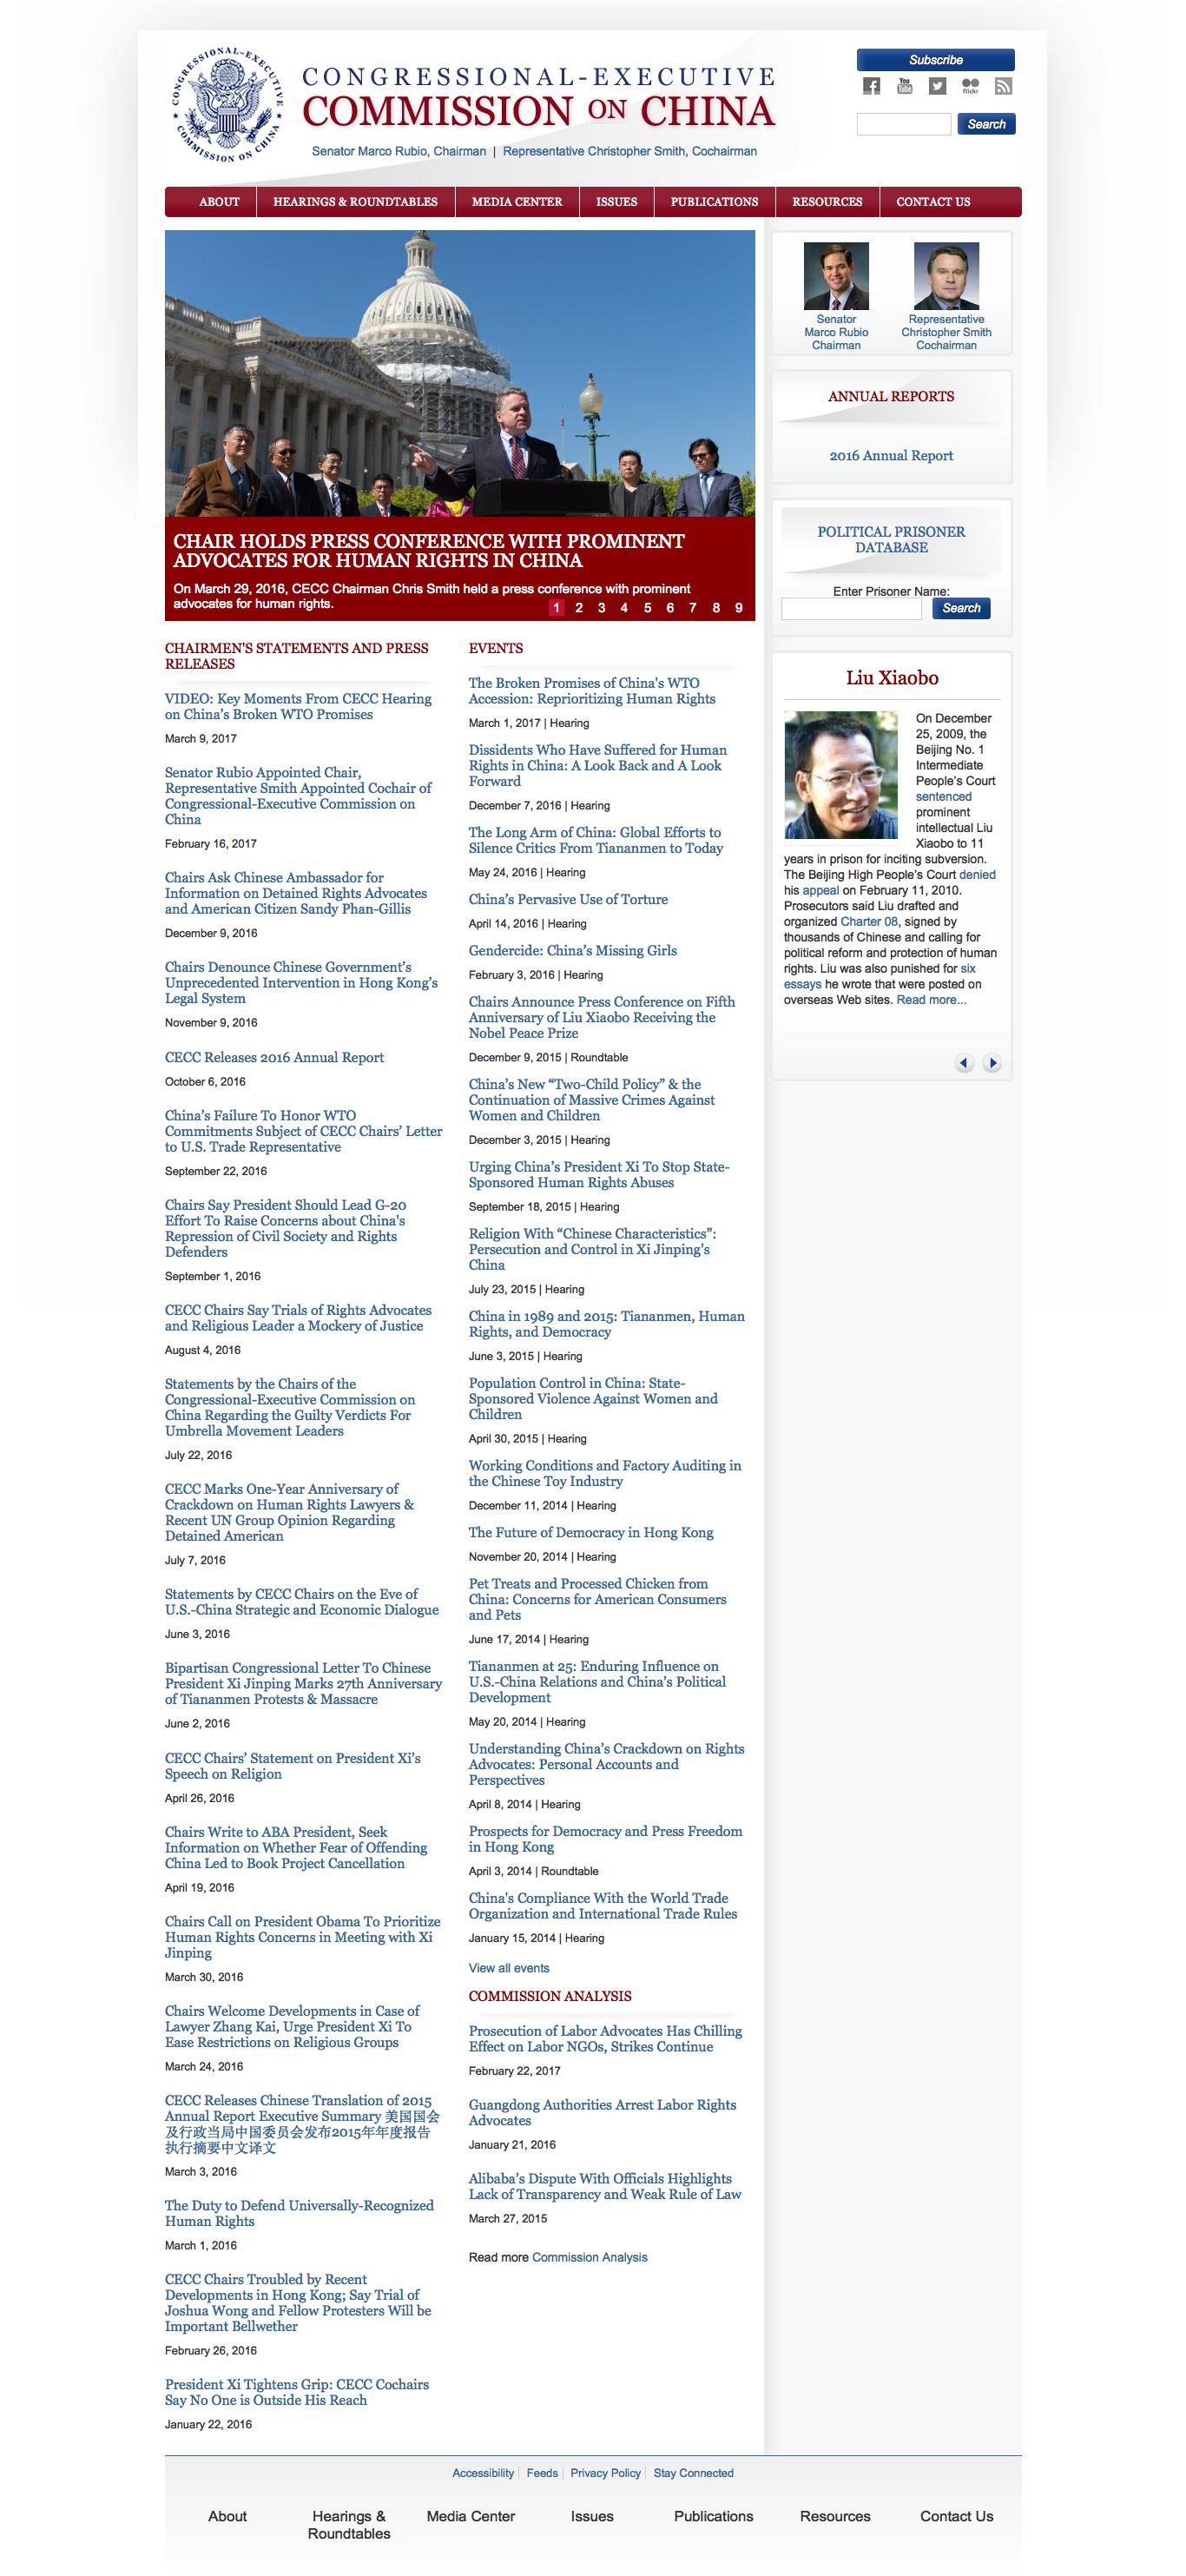 CONGRESSIONAL-EXECUTIVE COMMISSION ON CHINA
CONGRESSIONAL-EXECUTIVE
COMMISSION ON CHINA
Senator Marco Rubio, Chairman | Representative Christopher Smith, Cochairman
Subscribe
You Tube
flickr
Search
ABOUT
HEARINGS & ROUNDTABLES
MEDIA CENTER
ISSUES
PUBLICATIONS
RESOURCES
CONTACT US
CHAIR HOLDS PRESS CONFERENCE WITH PROMINENT
ADVOCATES FOR HUMAN RIGHTS IN CHINA
On March 29, 2016, CECC Chairman Chris Smith held a press conference with prominent
advocates for human rights.
1 2 3 4 5 6 7 8 9
CHAIRMEN'S STATEMENTS AND PRESS
RELEASES
VIDEO: Key Moments From CECC Hearing
on China’s Broken WTO Promises
March 9, 2017
Senator Rubio Appointed Chair,
Representative Smith Appointed Cochair of
Congressional-Executive Commission on
China
February 16, 2017
Chairs Ask Chinese Ambassador for
Information on Detained Rights Advocates
and American Citizen Sandy Phan-Gillis
December 9, 2016
Chairs Denounce Chinese Government’s
Unprecedented Intervention in Hong Kong’s
Legal System
November 9, 2016
CECC Releases 2016 Annual Report
October 6, 2016
China’s Failure To Honor WTO
Commitments Subject of CECC Chairs’ Letter
to U.S. Trade Representative
September 22, 2016
Chairs Say President Should Lead G-20
Effort To Raise Concerns about China's
Repression of Civil Society and Rights
Defenders
September 1, 2016
CECC Chairs Say Trials of Rights Advocates
and Religious Leader a Mockery of Justice
August 4, 2016
Statements by the Chairs of the
Congressional-Executive Commission on
China Regarding the Guilty Verdicts For
Umbrella Movement Leaders
July 22, 2016
CECC Marks One-Year Anniversary of
Crackdown on Human Rights Lawyers &
Recent UN Group Opinion Regarding
Detained American
July 7, 2016
Statements by CECC Chairs on the Eve of
U.S.-China Strategic and Economic Dialogue
June 3, 2016
Bipartisan Congressional Letter To Chinese
President Xi Jinping Marks 27th Anniversary
of Tiananmen Protests & Massacre
June 2, 2016
CECC Chairs’ Statement on President Xi’s
Speech on Religion
April 26, 2016
Chairs Write to ABA President, Seek
Information on Whether Fear of Offending
China Led to Book Project Cancellation
April 19, 2016
Chairs Call on President Obama To Prioritize
Human Rights Concerns in Meeting with Xi
Jinping
March 30, 2016
Chairs Welcome Developments in Case of
Lawyer Zhang Kai, Urge President Xi To
Ease Restrictions on Religious Groups
March 24, 2016
CECC Releases Chinese Translation of 2015
Annual Report Executive Summary 美国国会
及行政当局中国委员会发布2015年年度报告
执行摘要中文译文
March 3, 2016
The Duty to Defend Universally-Recognized
Human Rights
March 1, 2016
CECC Chairs Troubled by Recent
Developments in Hong Kong; Say Trial of
Joshua Wong and Fellow Protesters Will be
Important Bellwether
February 26, 2016
President Xi Tightens Grip: CECC Cochairs
Say No One is Outside His Reach
January 22, 2016
EVENTS
The Broken Promises of China's WTO
Accession: Reprioritizing Human Rights
March 1, 2017 | Hearing
Dissidents Who Have Suffered for Human
Rights in China: A Look Back and A Look
Forward
December 7, 2016 | Hearing
The Long Arm of China: Global Efforts to
Silence Critics From Tiananmen to Today
May 24, 2016 | Hearing
China’s Pervasive Use of Torture
April 14, 2016 | Hearing
Gendercide: China’s Missing Girls
February 3, 2016 | Hearing
Chairs Announce Press Conference on Fifth
Anniversary of Liu Xiaobo Receiving the
Nobel Peace Prize
December 9, 2015 | Roundtable
China’s New “Two-Child Policy” & the
Continuation of Massive Crimes Against
Women and Children
December 3, 2015 | Hearing
Urging China’s President Xi To Stop State-
Sponsored Human Rights Abuses
September 18, 2015 | Hearing
Religion With “Chinese Characteristics”:
Persecution and Control in Xi Jinping’s
China
July 23, 2015 | Hearing
China in 1989 and 2015: Tiananmen, Human
Rights, and Democracy
June 3, 2015 | Hearing
Population Control in China: State-
Sponsored Violence Against Women and
Children
April 30, 2015 | Hearing
Working Conditions and Factory Auditing in
the Chinese Toy Industry
December 11, 2014 | Hearing
The Future of Democracy in Hong Kong
November 20, 2014 | Hearing
Pet Treats and Processed Chicken from
China: Concerns for American Consumers
and Pets
June 17, 2014 | Hearing
Tiananmen at 25: Enduring Influence on
U.S.-China Relations and China’s Political
Development
May 20, 2014 | Hearing
Understanding China’s Crackdown on Rights
Advocates: Personal Accounts and
Perspectives
April 8, 2014 | Hearing
Prospects for Democracy and Press Freedom
in Hong Kong
April 3, 2014 | Roundtable
China's Compliance With the World Trade
Organization and International Trade Rules
January 15, 2014 | Hearing
View all events
COMMISSION ANALYSIS
Prosecution of Labor Advocates Has Chilling
Effect on Labor NGOs, Strikes Continue
February 22, 2017
Guangdong Authorities Arrest Labor Rights
Advocates
January 21, 2016
Alibaba’s Dispute With Officials Highlights
Lack of Transparency and Weak Rule of Law
March 27, 2015
Read more Commission Analysis
Senator
Marco Rubio
Chairman
Representative
Christopher Smith
Cochairman
ANNUAL REPORTS
2016 Annual Report
POLITICAL PRISONER
DATABASE
Enter Prisoner Name:
Search
Liu Xiaobo
On December
25, 2009, the
Beijing No. 1
Intermediate
People’s Court
sentenced
prominent
intellectual Liu
Xiaobo to 11
years in prison for inciting subversion.
The Beijing High People’s Court denied
his appeal on February 11, 2010.
Prosecutors said Liu drafted and
organized Charter 08, signed by
thousands of Chinese and calling for
political reform and protection of human
rights. Liu was also punished for six
essays he wrote that were posted on
overseas Web sites. Read more...
Accessibility | Feeds | Privacy Policy | Stay Connected
About
Hearings &
Roundtables
Media Center
Issues
Publications
Resources
Contact Us